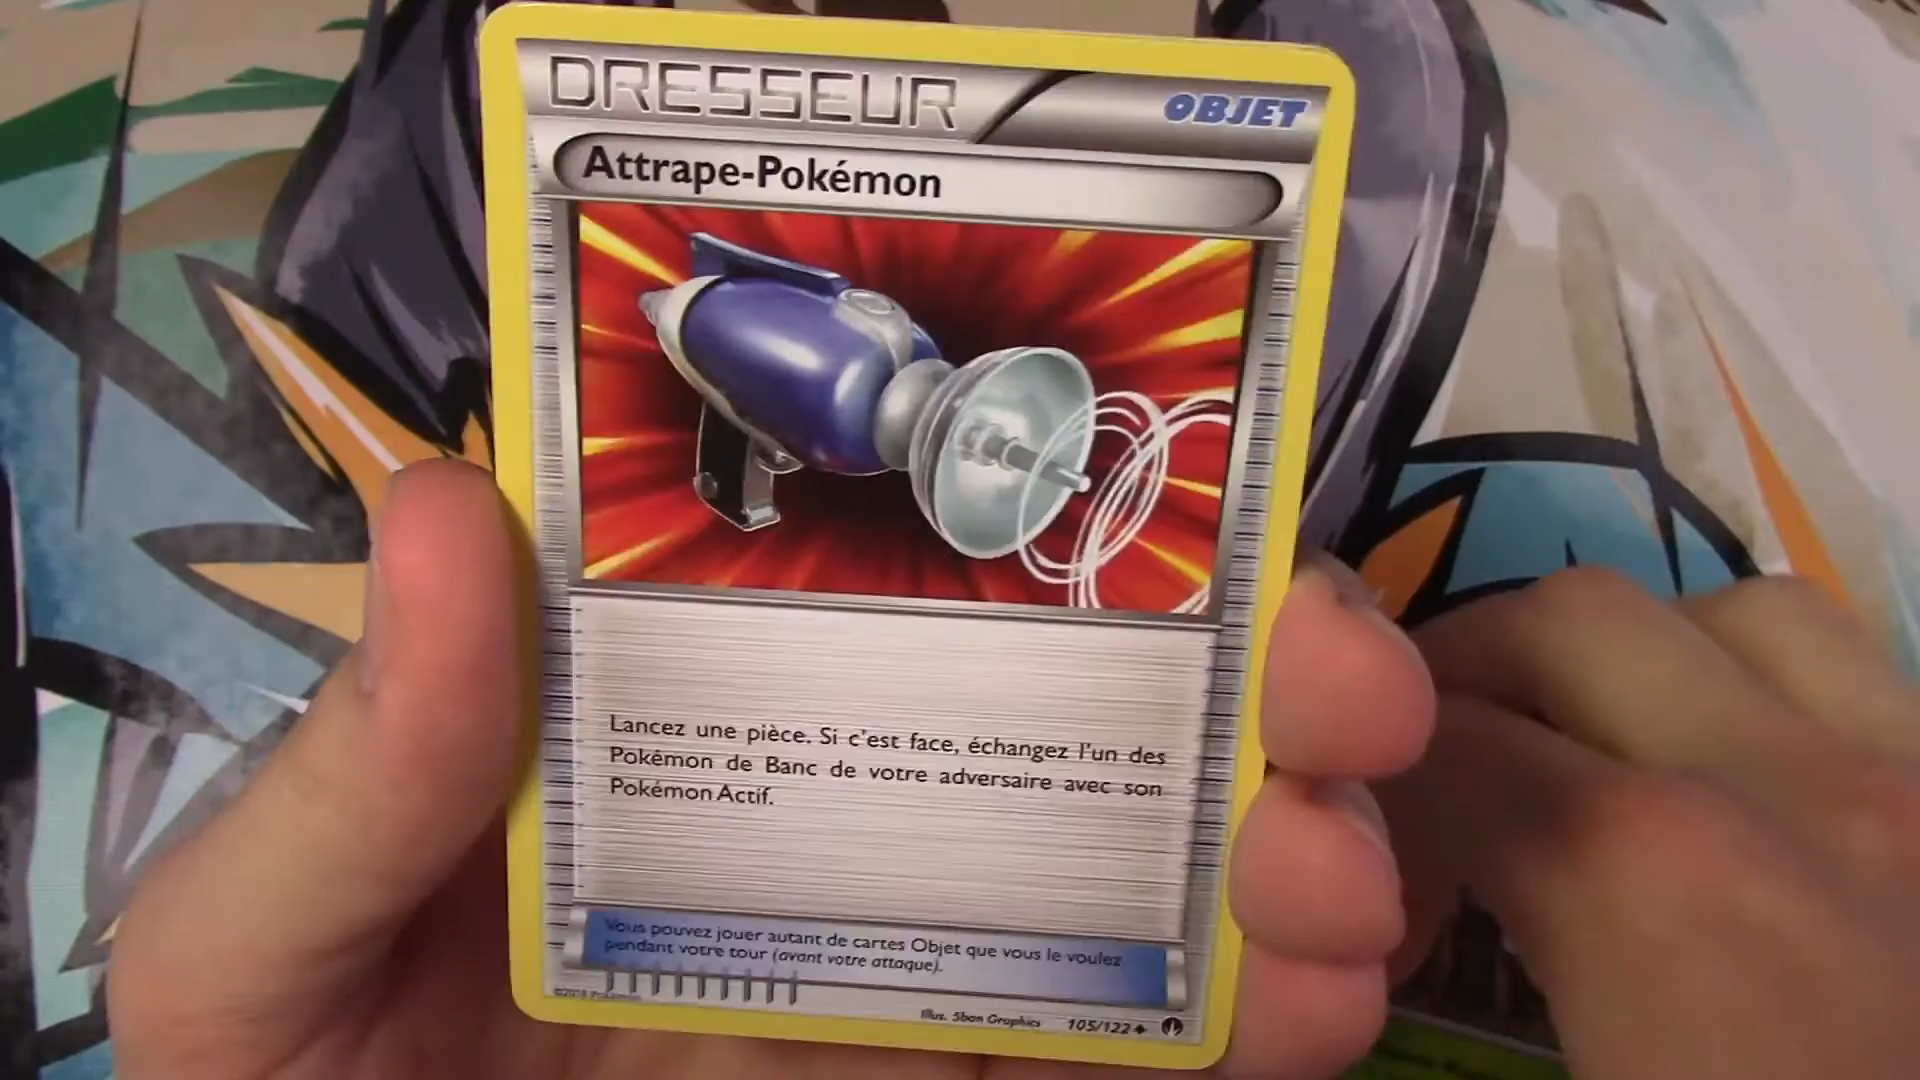 DRESSEUR
OBJET
Attrape-Pokémon
Lancez une pièce. Si c'est face, échangez l'un des
Pokémon de Banc de votre adversaire avec son
Pokémon Actif.
Vous pouvez jouer autant de cartes Objet que vous le voulez
pendant votre tour (avant votre attaque).
Illus. 5ban Graphics
105/122